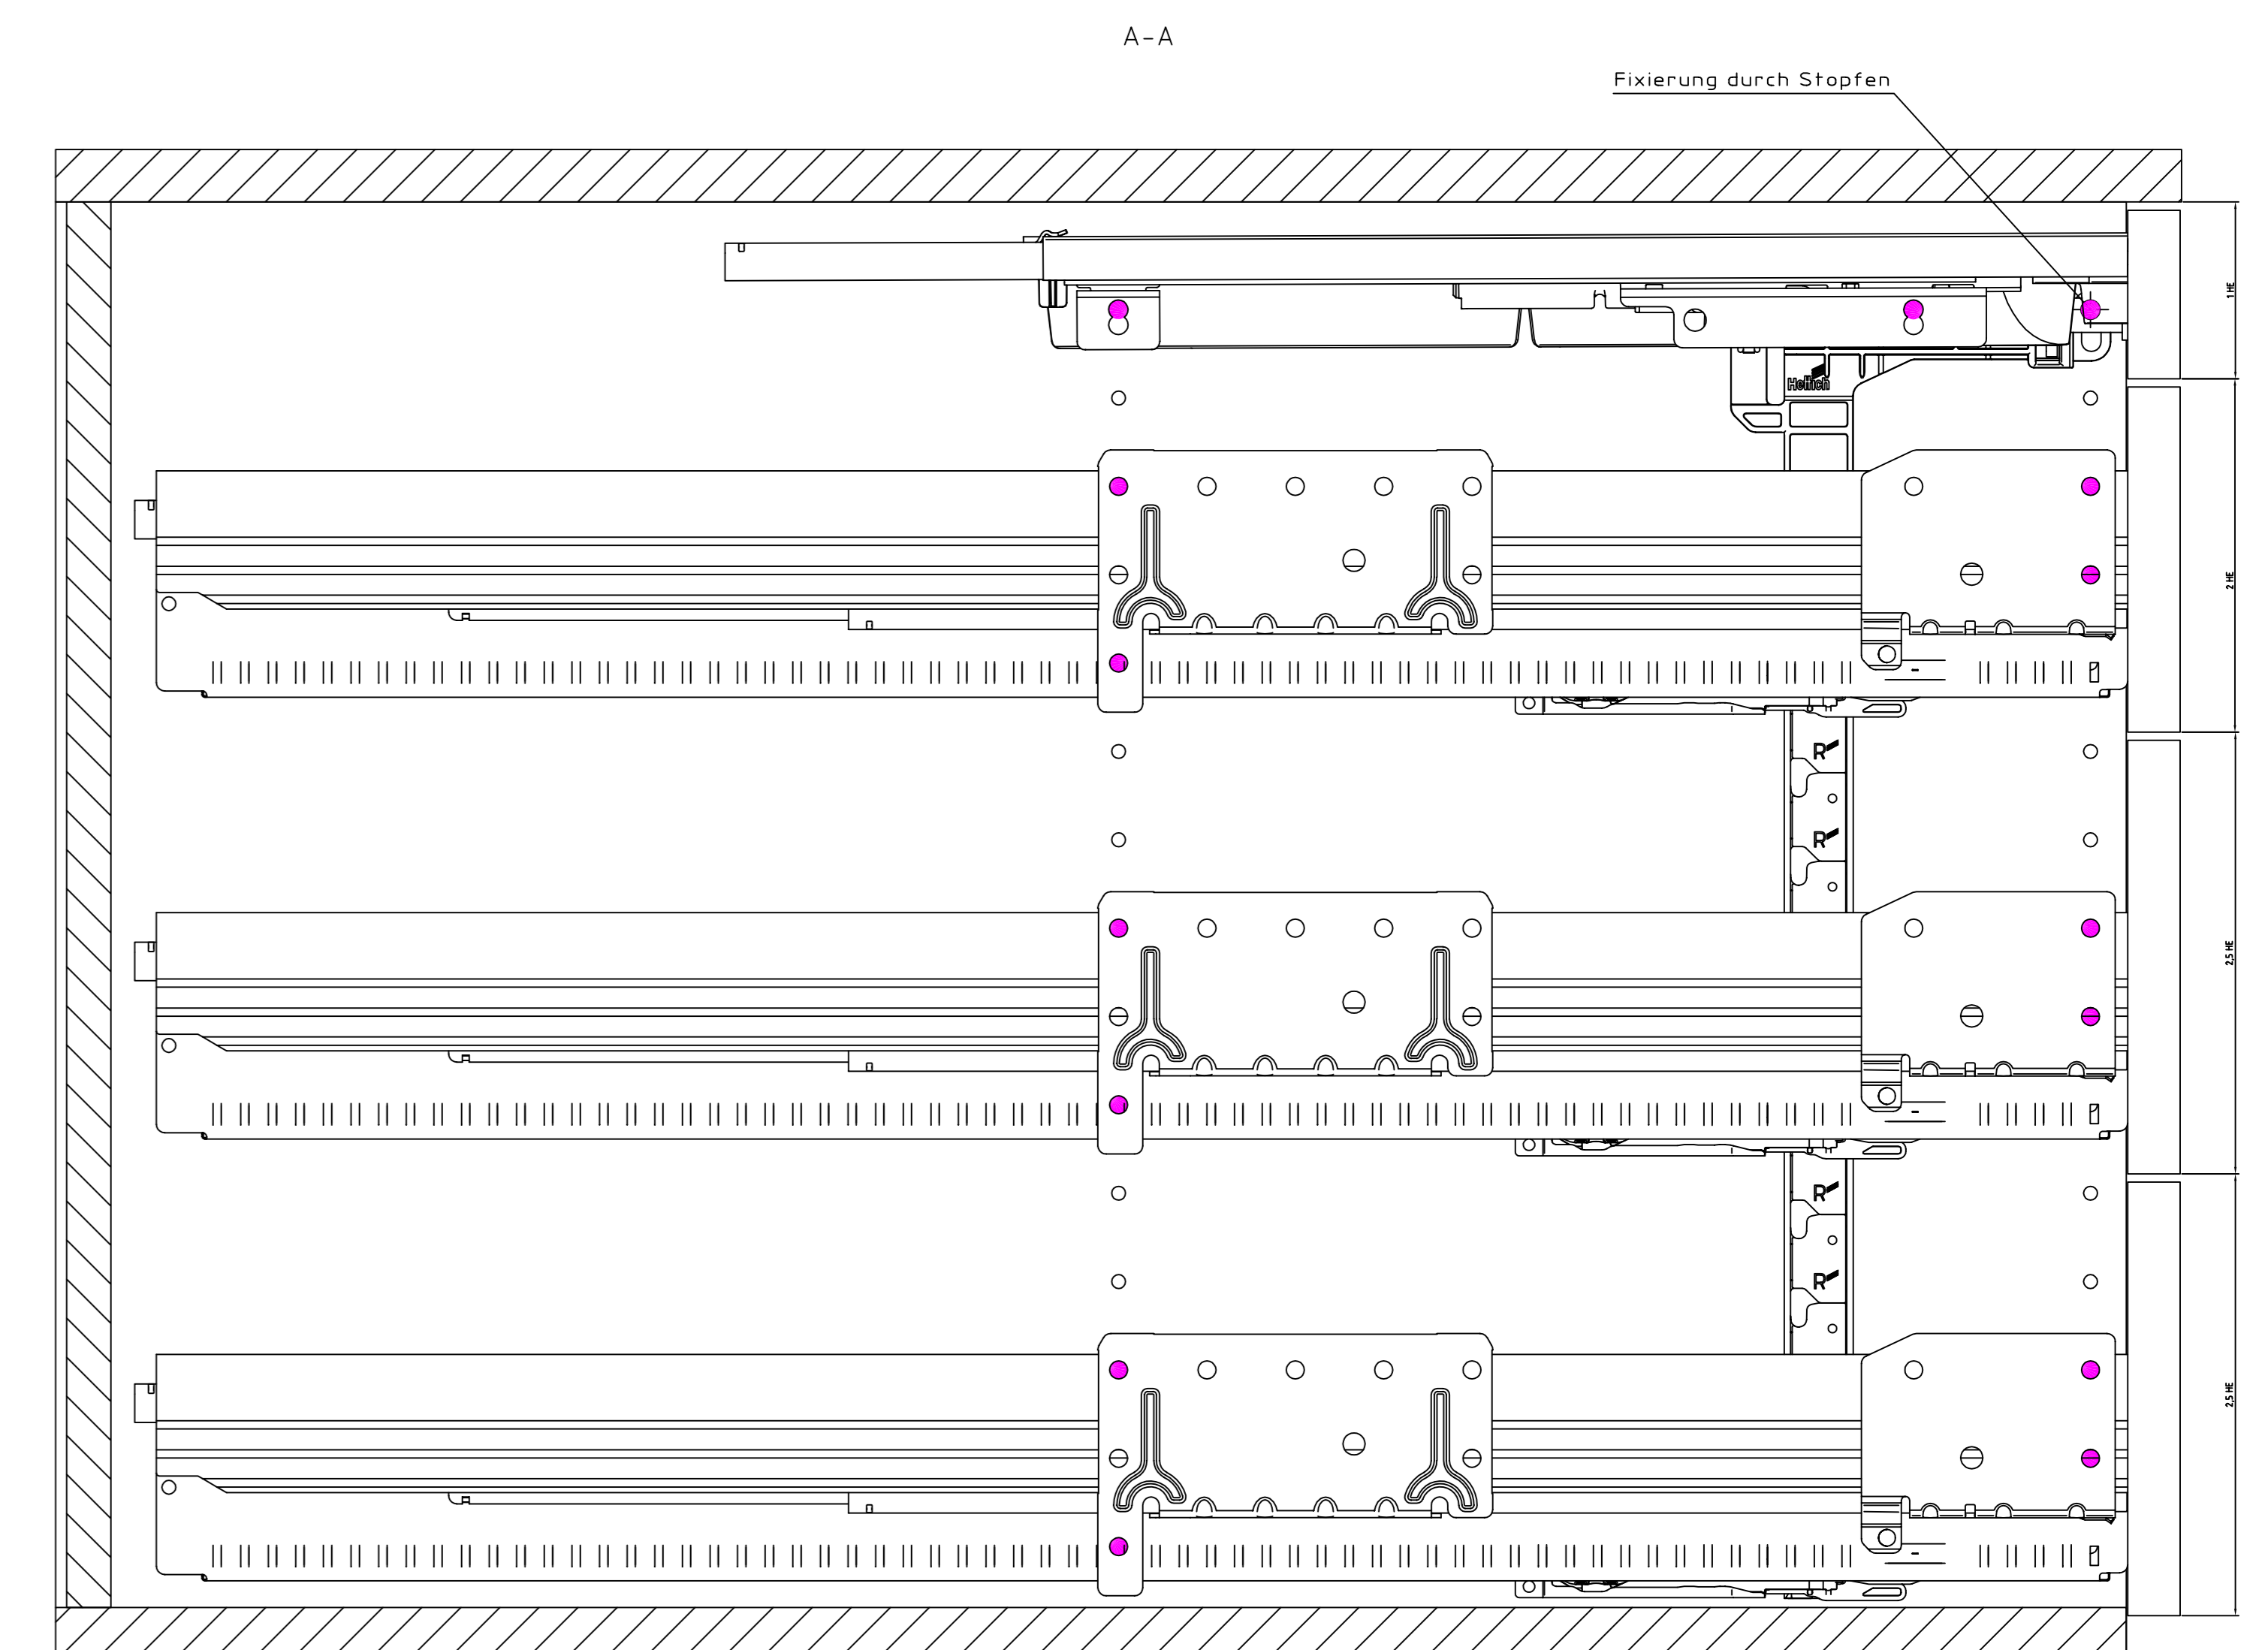 A-A
Fixierung durch Stopfen
1 HE
Hettich
2 HE
R
R
2,5 HE
R
R
2,5 HE